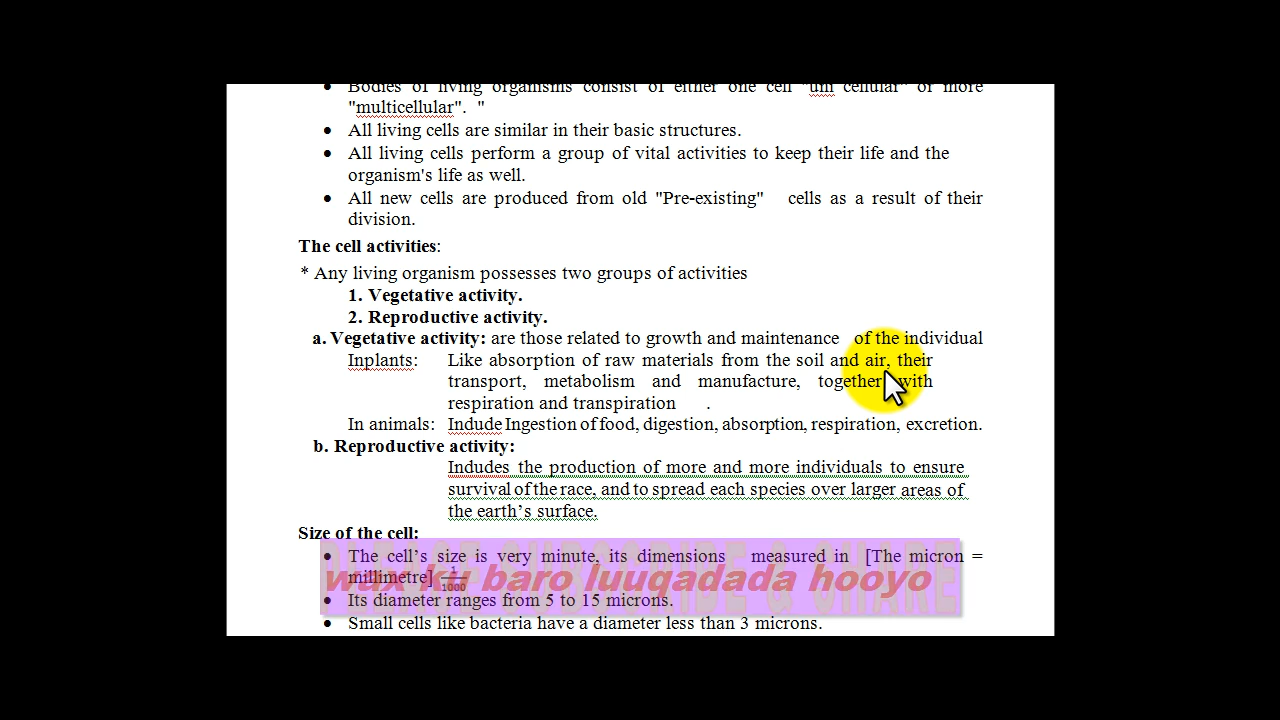 • Bodies of living organisms consist of either one cell "um cellular" or more
"multicellular". "
• All living cells are similar in their basic structures.
• All living cells perform a group of vital activities to keep their life and the
organism's life as well.
• All new cells are produced from old "Pre-existing" cells as a result of their
division.
The cell activities:
* Any living organism possesses two groups of activities
1. Vegetative activity.
2. Reproductive activity.
a. Vegetative activity: are those related to growth and maintenance of the individual
Inplants: Like absorption of raw materials from the soil and air, their
transport, metabolism and manufacture, together with
respiration and transpiration .
In animals: Indude Ingestion of food, digestion, absorption, respiration, excretion.
b. Reproductive activity:
Indudes the production of more and more individuals to ensure
survival of the race, and to spread each species over larger areas of
the earth's surface.
Size of the cell:
• The cell's size is very minute, its dimensions measured in [The micron =
millimetre] 1/1000
wax ku baro luuqadada hooyo
PLEASE SUBSCRIBE & SHARE
• Its diameter ranges from 5 to 15 microns.
• Small cells like bacteria have a diameter less than 3 microns.